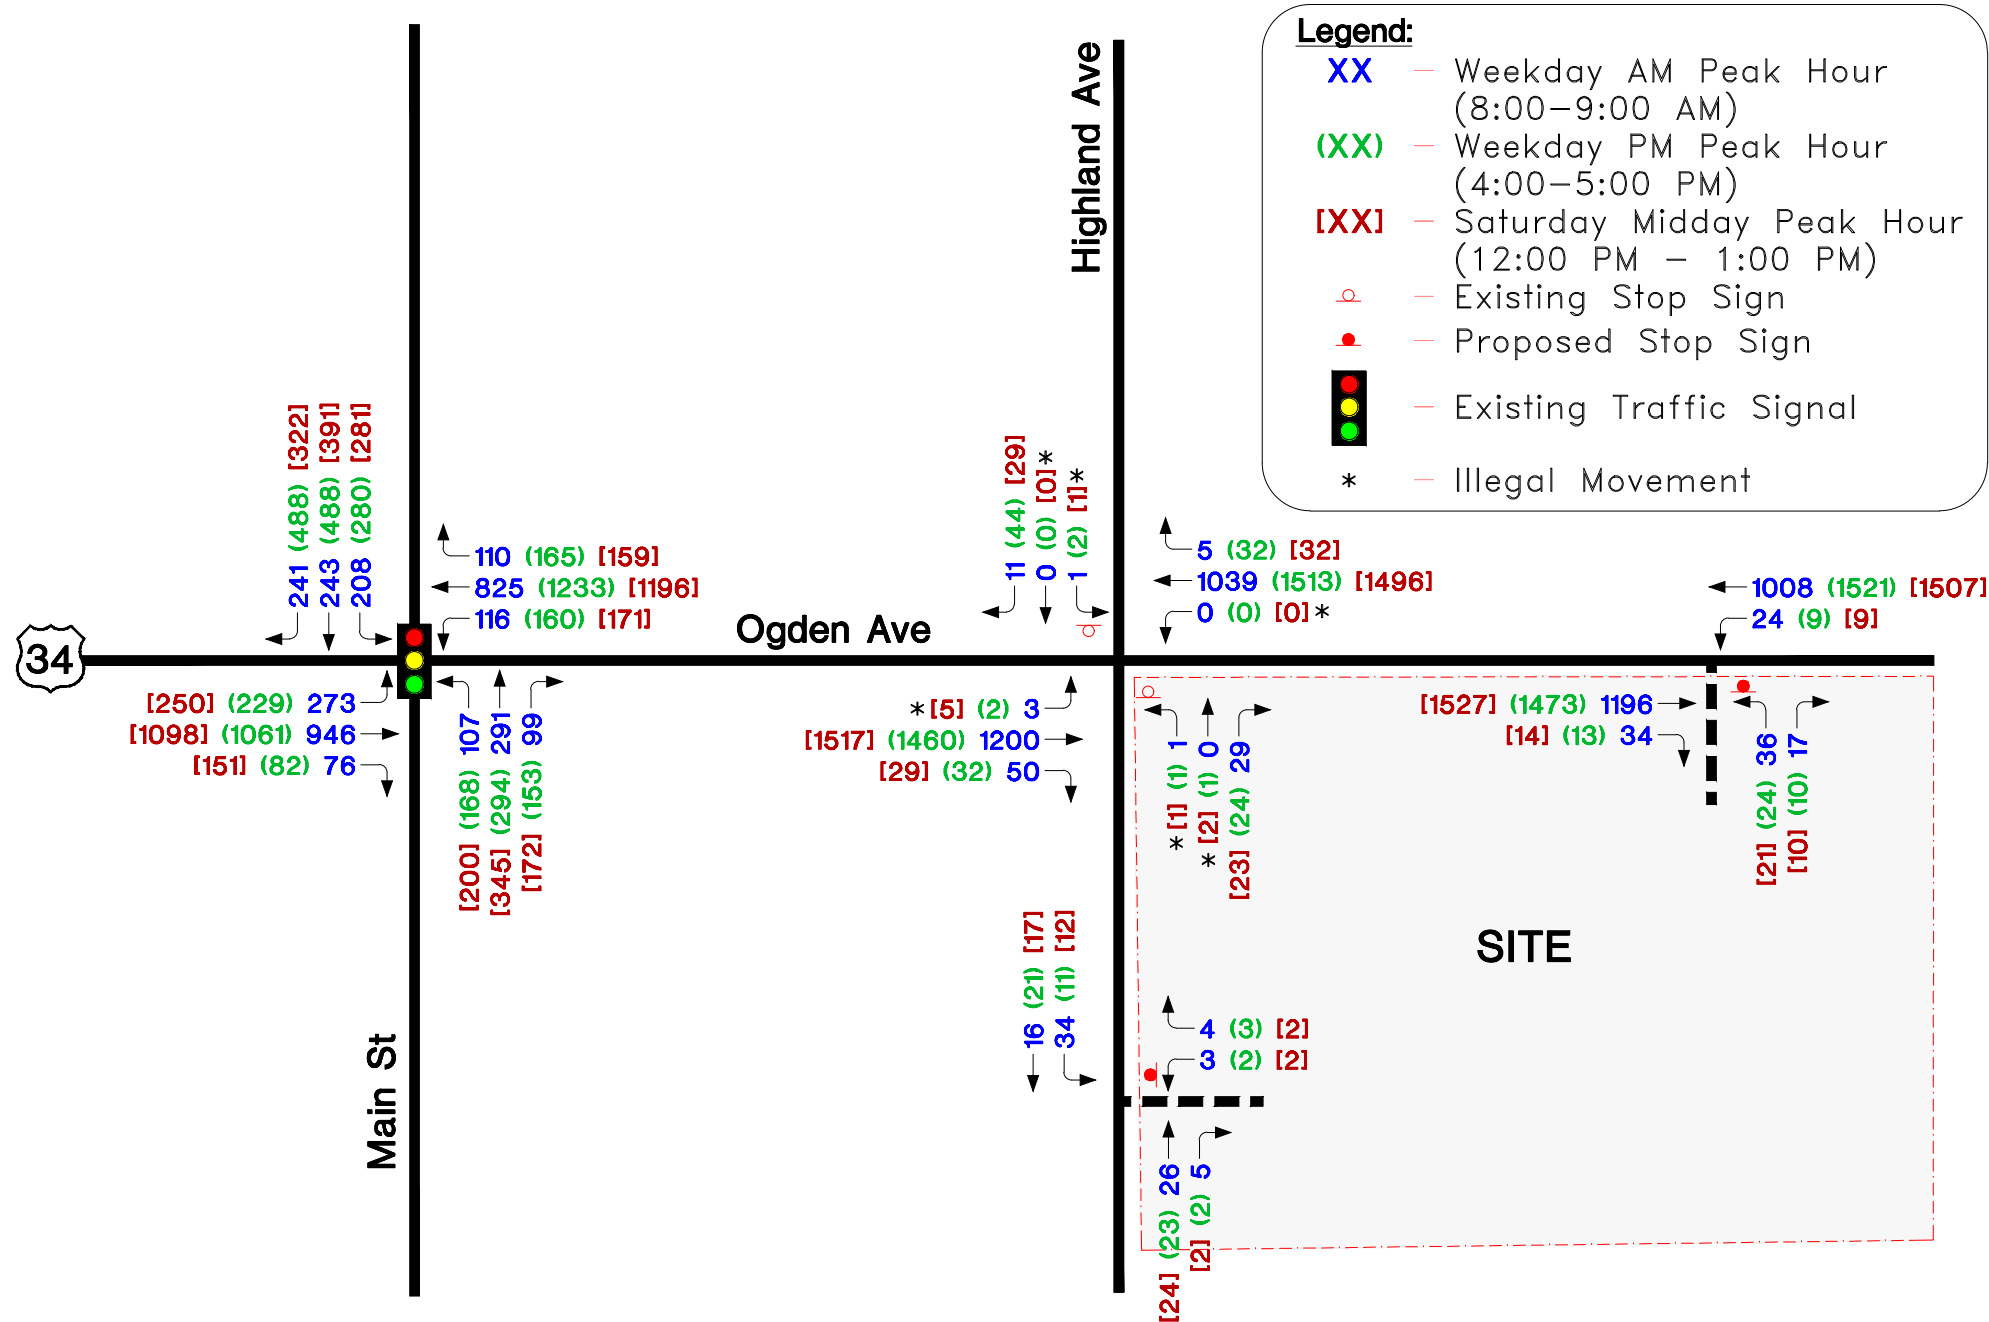 Legend:
XX – Weekday AM Peak Hour
(8:00–9:00 AM)
(XX) – Weekday PM Peak Hour
(4:00–5:00 PM)
[XX] – Saturday Midday Peak Hour
(12:00 PM – 1:00 PM)
– Existing Stop Sign
– Proposed Stop Sign
– Existing Traffic Signal
* – Illegal Movement
Highland Ave
241 (488) [322]
243 (488) [391]
208 (280) [281]
110 (165) [159]
825 (1233) [1196]
116 (160) [171]
11 (44) [29]
0 (0) [0]*
1 (2) [1]*
5 (32) [32]
1039 (1513) [1496]
0 (0) [0]*
1008 (1521) [1507]
24 (9) [9]
Ogden Ave
34
[250] (229) 273
[1098] (1061) 946
[151] (82) 76
[200] (168) 107
[345] (294) 291
[172] (153) 99
*[5] (2) 3
[1517] (1460) 1200
[29] (32) 50
*[1] (1) 1
*[2] (1) 0
[23] (24) 29
[1527] (1473) 1196
[14] (13) 34
[21] (24) 36
[10] (10) 17
SITE
16 (21) [17]
34 (11) [12]
4 (3) [2]
3 (2) [2]
Main St
[24] (23) 26
[2] (2) 5